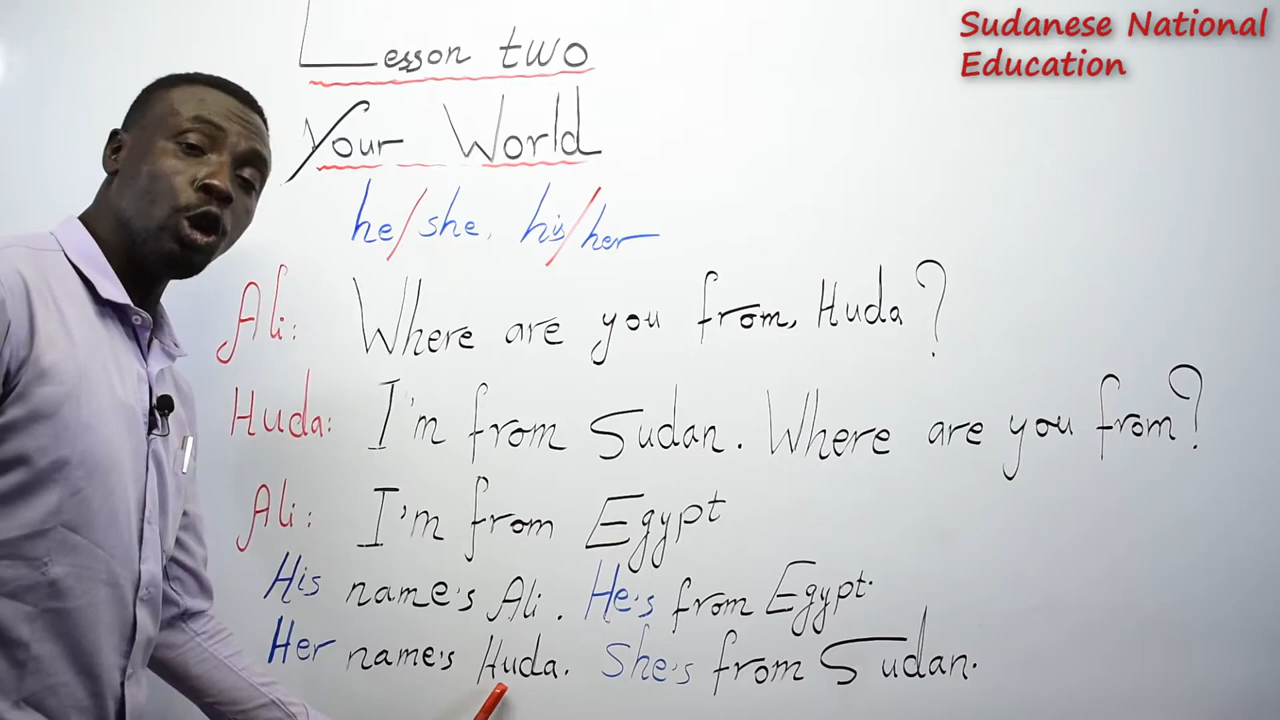 Sudanese National
Education
Lesson two
Your World
he/she, his/her
Ali: Where are you from, Huda?
Huda: I'm from Sudan. Where are you from?
Ali: I'm from Egypt
His name's Ali. He's from Egypt.
Her name's Huda. She's from Sudan.